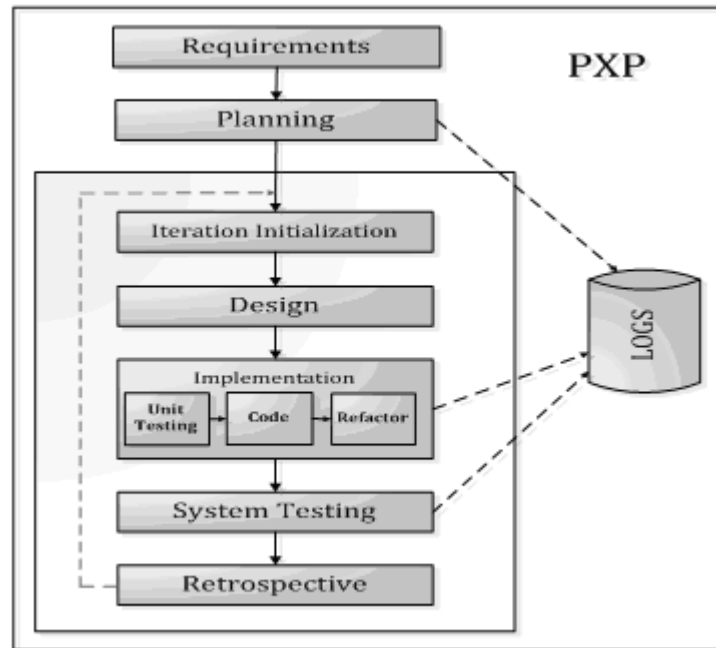 Requirements
PXP
Planning
Iteration Initialization
Design
Implementation
Unit
Testing
Code
Refactor
System Testing
Retrospective
LOGS